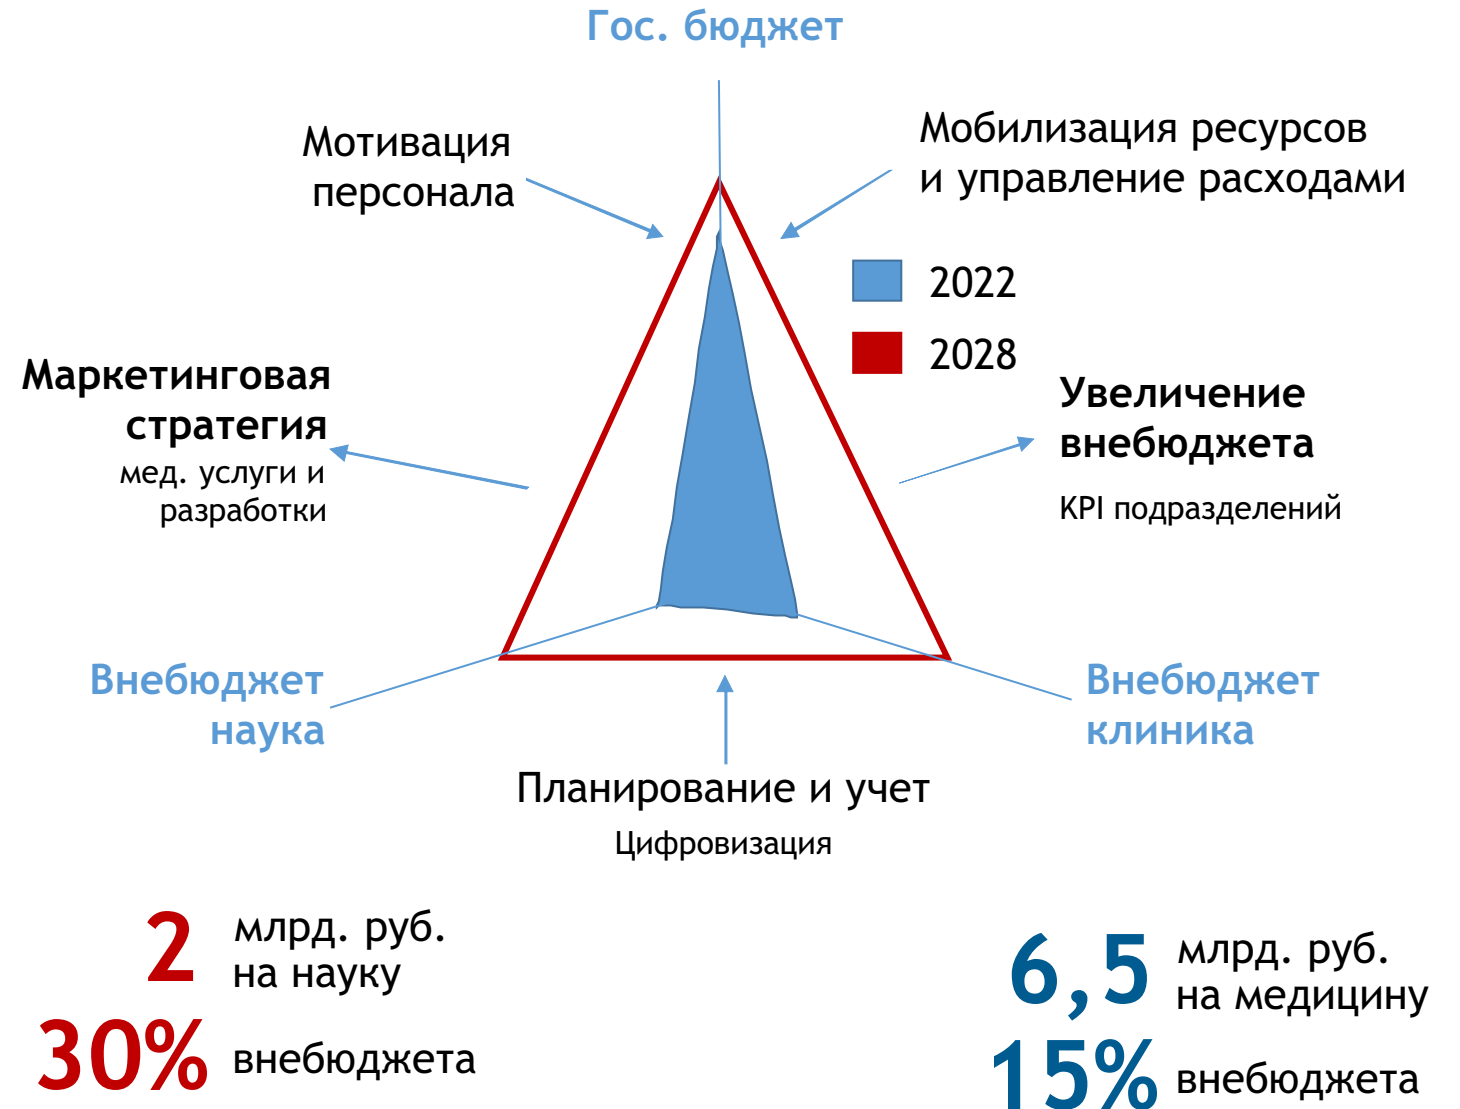 Гос. бюджет
Мотивация
персонала
Мобилизация ресурсов
и управление расходами
2022
2028
Маркетинговая
стратегия
мед. услуги и
разработки
Увеличение
внебюджета
KPI подразделений
Внебюджет
наука
Внебюджет
клиника
Планирование и учет
Цифровизация
2 млрд. руб.
на науку
30% внебюджета
6,5 млрд. руб.
на медицину
15% внебюджета